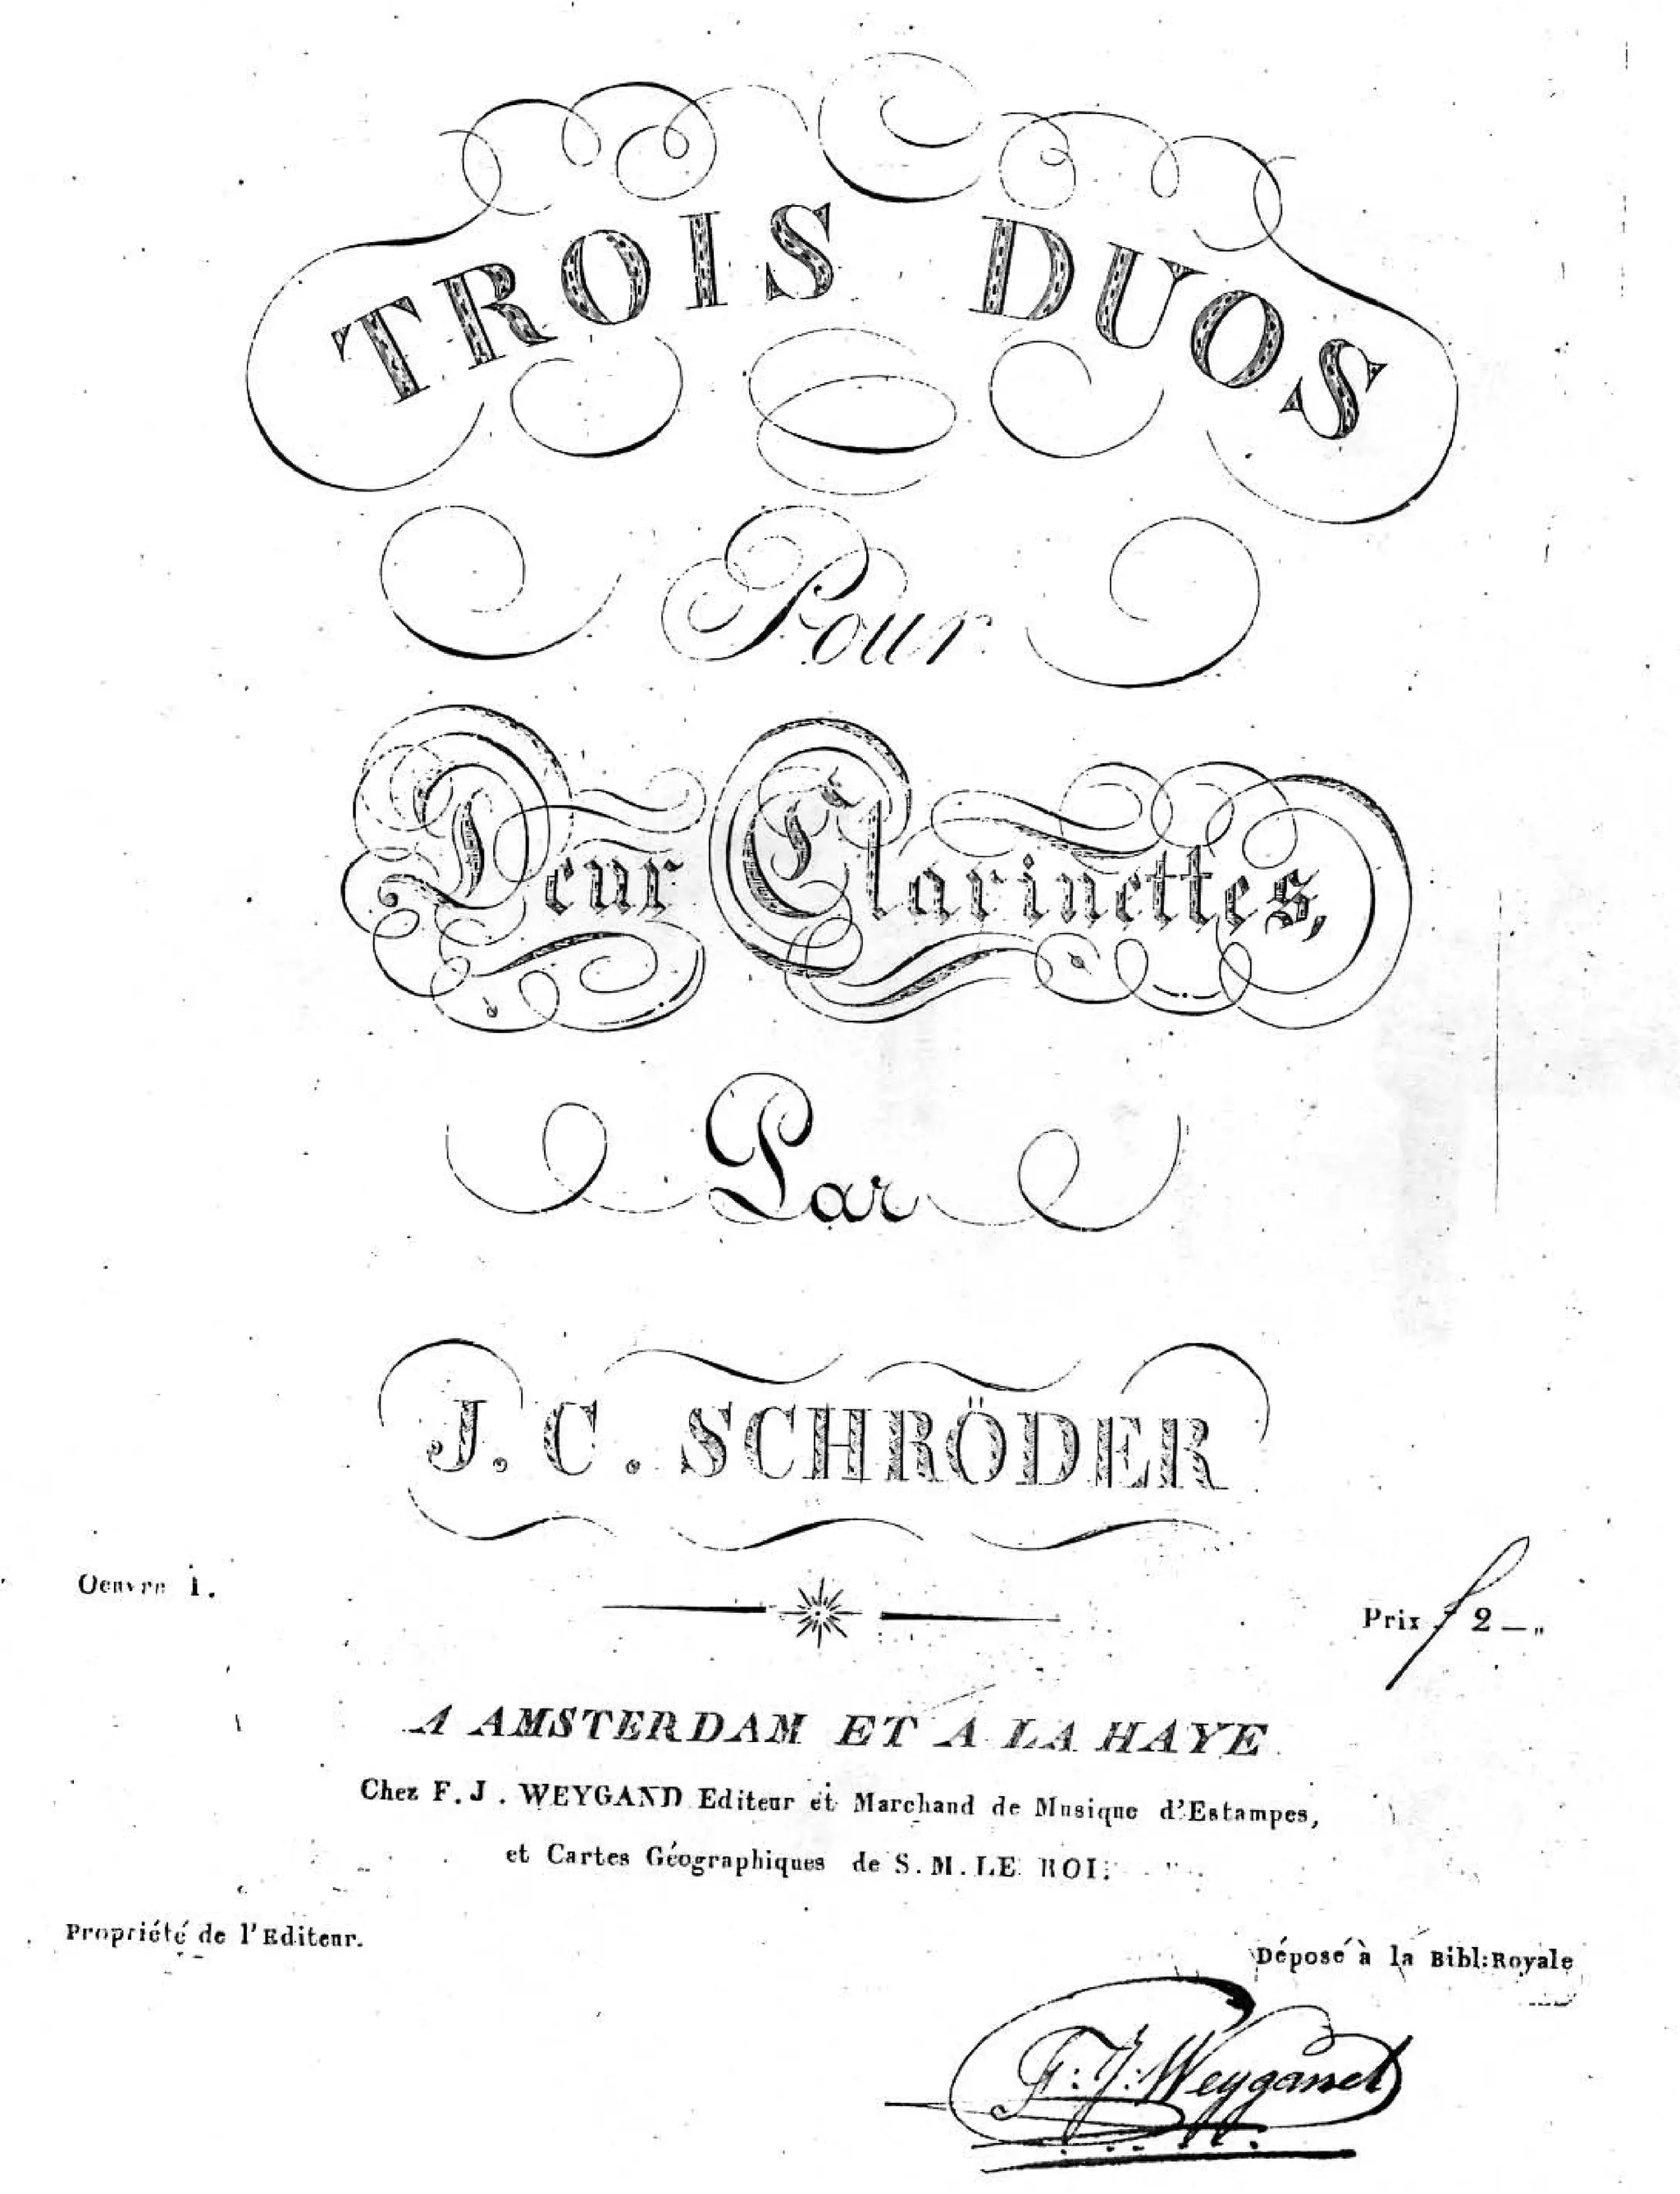 TROIS DUOS
Pour
Deux Clarinettes,
Par
J. C. SCHRÖDER
Oeuvre 1.
Prix f 2 — "
A AMSTERDAM ET A LA HAYE
Chez F. J. WEYGAND Editeur et Marchand de Musique d'Estampes,
et Cartes Géographiques de S. M. LE ROI.
Propriété de l'Editeur.
Déposé à la Bibl: Royale
F: J: Weygand